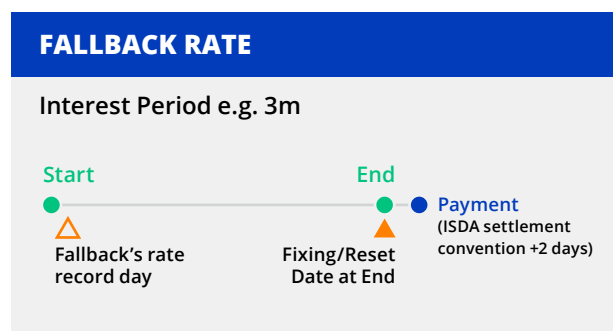 FALLBACK RATE
Interest Period e.g. 3m
Start
End
Payment
(ISDA settlement
convention +2 days)
Fallback's rate
record day
Fixing/Reset
Date at End